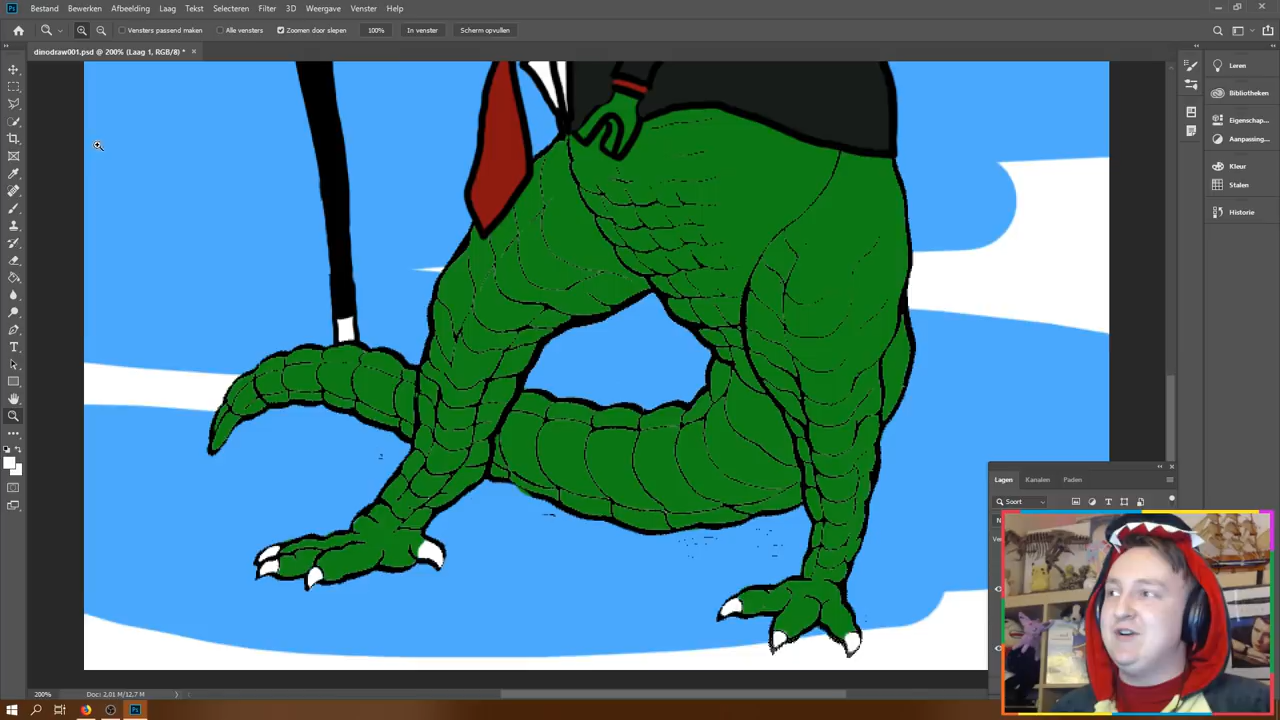 Bestand Bewerken Afbeelding Laag Tekst Selecteren Filter 3D Weergave Venster Help
Vensters passend maken Alle vensters Zoomen door slepen 100% In venster Scherm opvullen
dinodraw001.psd @ 200% (Laag 1, RGB/8) *
Leren
Bibliotheken
Eigenschap...
Aanpassing...
Kleur
Stalen
Historie
Lagen Kanalen Paden
Soort
200% Doc: 2,01 M/12,7 M